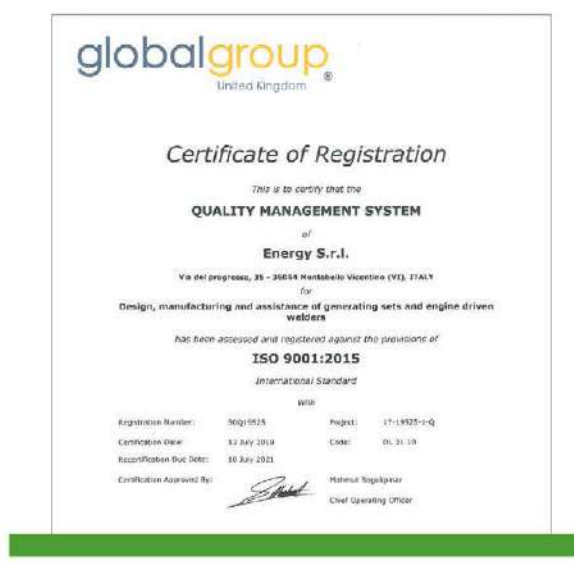 globalgroup
®
United Kingdom
Certificate of Registration
This is to certify that the
QUALITY MANAGEMENT SYSTEM
of
Energy S.r.l.
Via del progresso, 35 - 36054 Montebello Vicentino (VI), ITALY
for
Design, manufacturing and assistance of generating sets and engine driven
welders
has been assessed and registered against the provisions of
ISO 9001:2015
International Standard
With
Registration Number: Project:
Certification Date: July Code:
Recertification Due Date: 10 July 2021
Certification Approved By: Mahmut
Chief Operating Officer